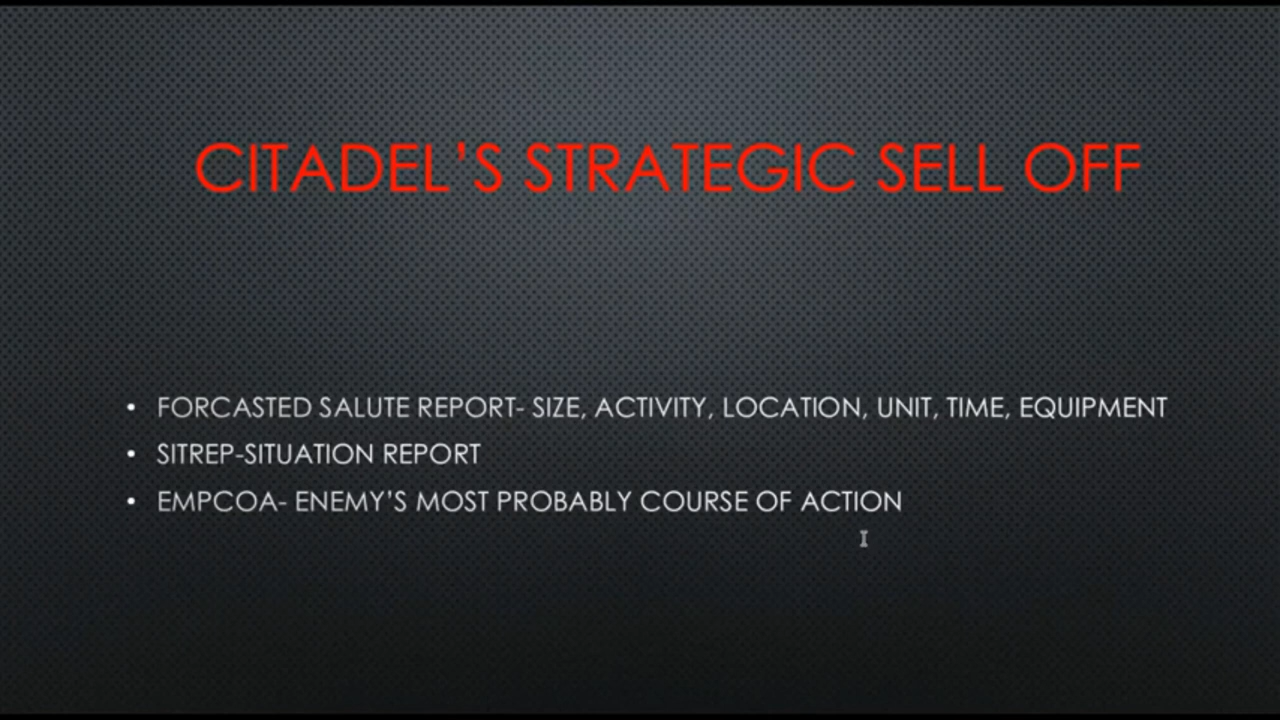 CITADEL'S STRATEGIC SELL OFF
• FORCASTED SALUTE REPORT- SIZE, ACTIVITY, LOCATION, UNIT, TIME, EQUIPMENT
• SITREP-SITUATION REPORT
• EMPCOA- ENEMY'S MOST PROBABLY COURSE OF ACTION